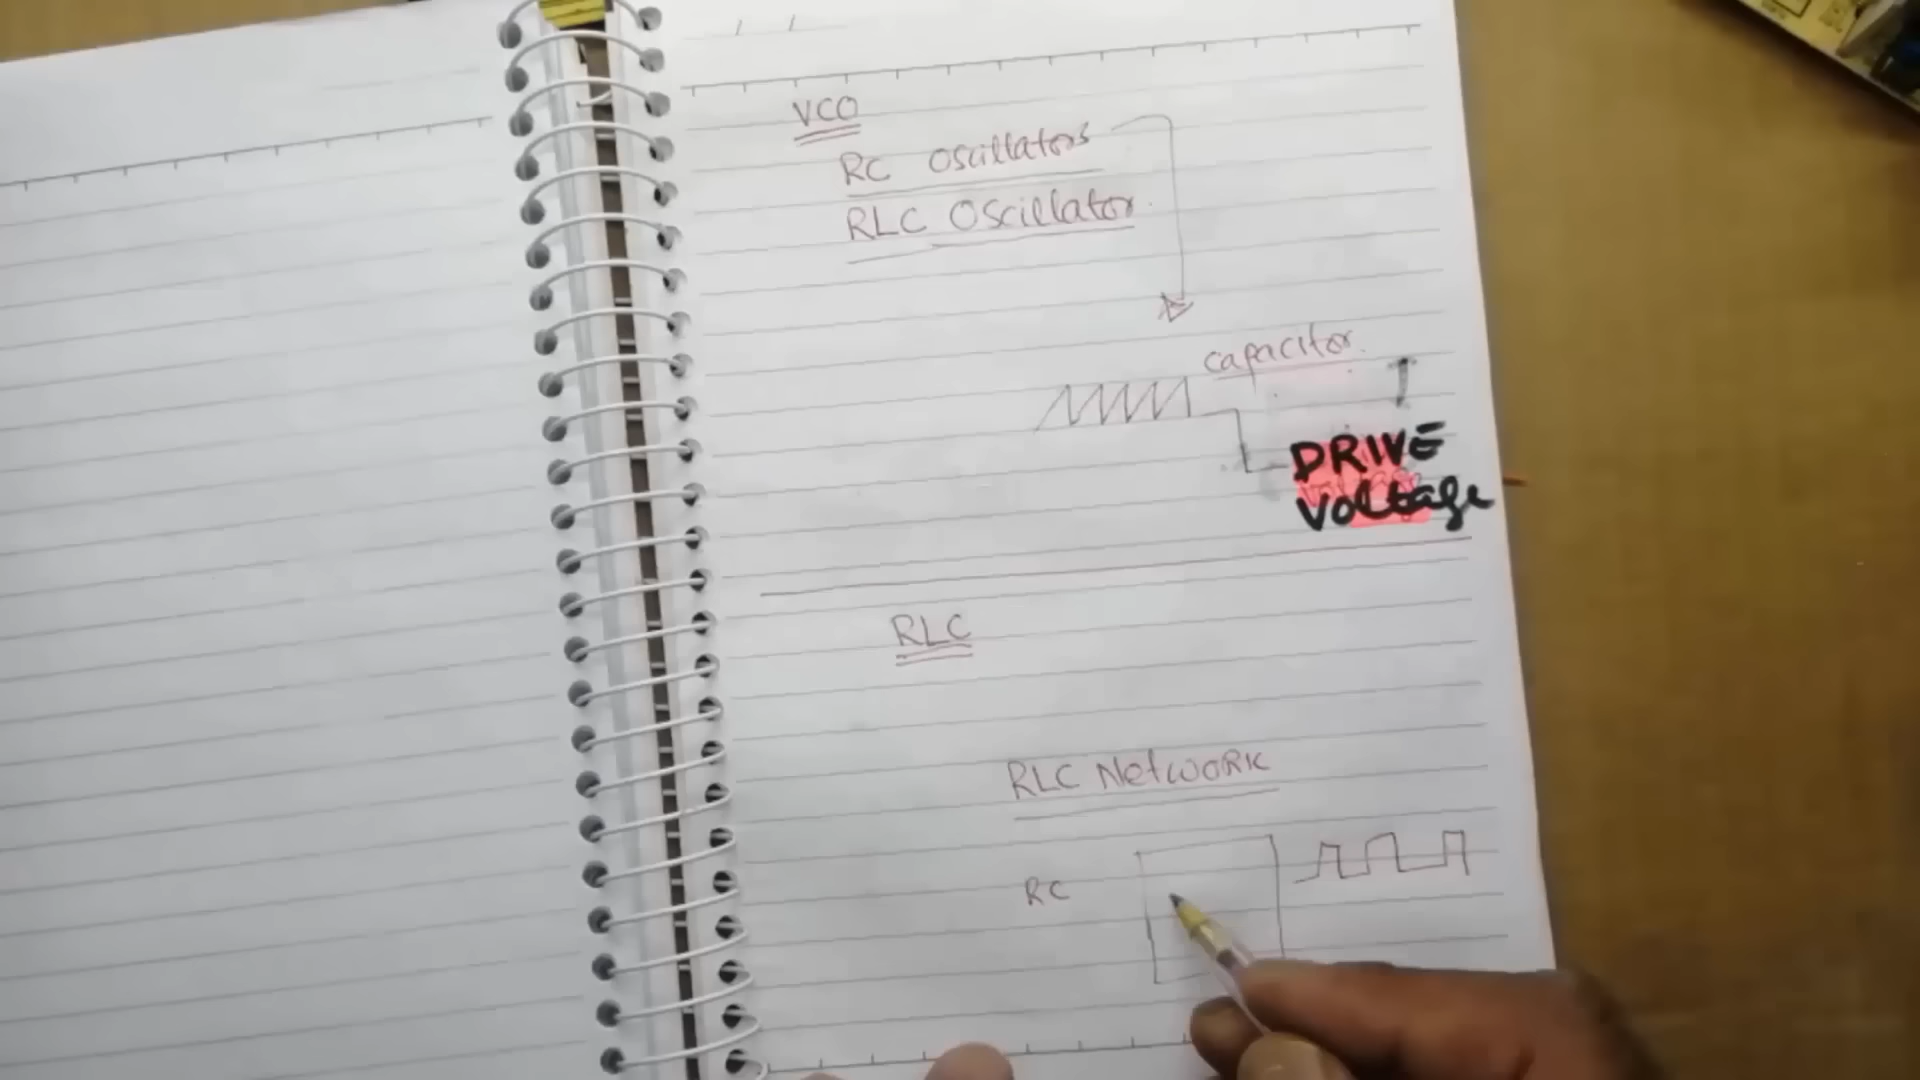 VCO
RC Oscillators
RLC Oscillator.
capacitor.
DRIVE
Voltage
RLC
RLC NetwoRK
RC